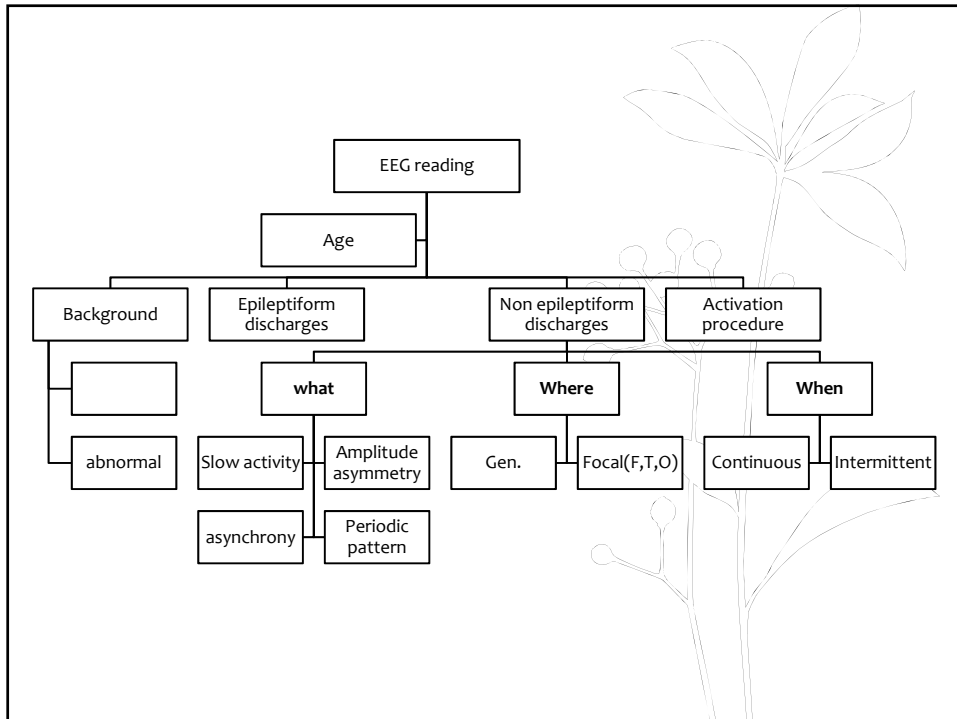 EEG reading
Age
Background
Epileptiform
discharges
Non epileptiform
discharges
Activation
procedure
what
Where
When
abnormal
Slow activity
Amplitude
asymmetry
Gen.
Focal(F,T,O)
Continuous
Intermittent
asynchrony
Periodic
pattern